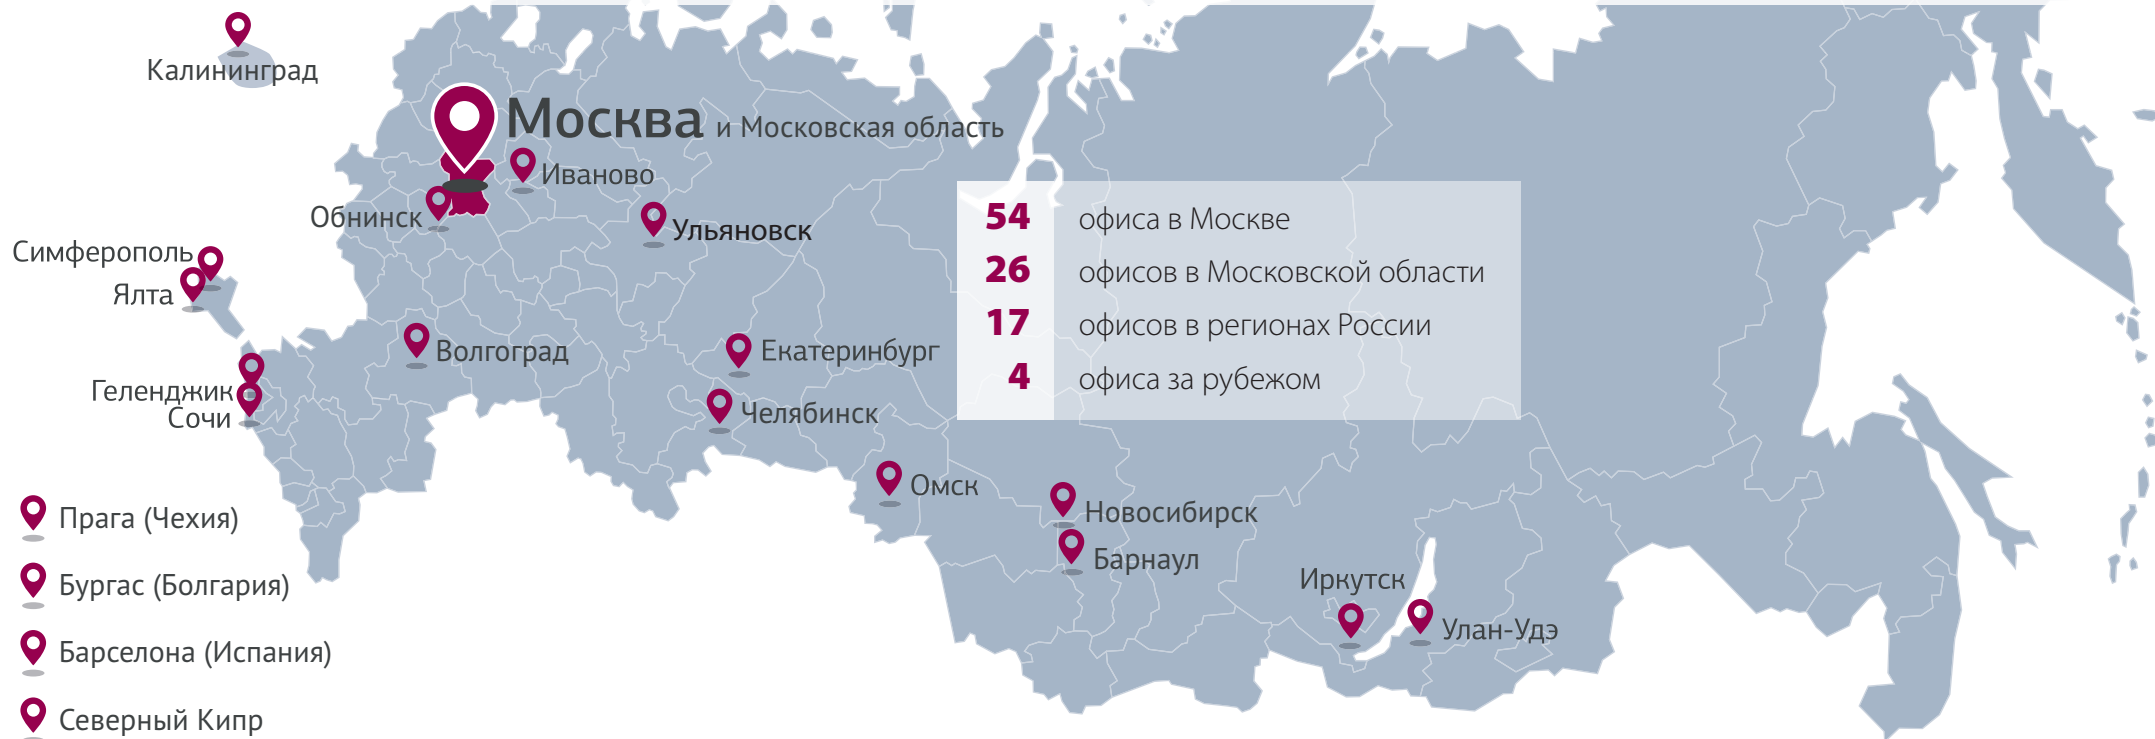 Калининград
Москва и Московская область
Иваново
Обнинск
Ульяновск
Симферополь
Ялта
54 офиса в Москве
26 офисов в Московской области
17 офисов в регионах России
4 офиса за рубежом
Волгоград
Екатеринбург
Геленджик
Сочи
Челябинск
Омск
Новосибирск
Барнаул
Иркутск
Улан-Удэ
Прага (Чехия)
Бургас (Болгария)
Барселона (Испания)
Северный Кипр